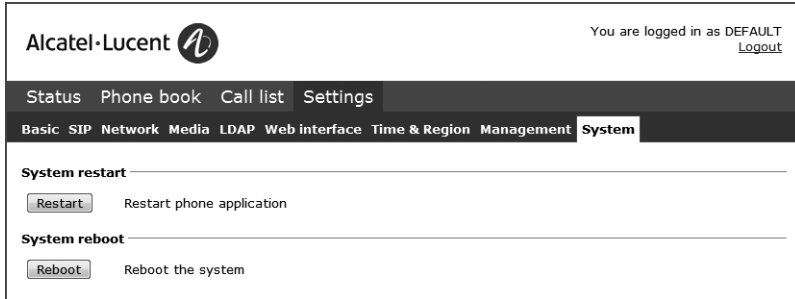 Alcatel·Lucent
You are logged in as DEFAULT
Logout
Status Phone book Call list Settings
Basic SIP Network Media LDAP Web interface Time & Region Management System
System restart
Restart Restart phone application
System reboot
Reboot Reboot the system